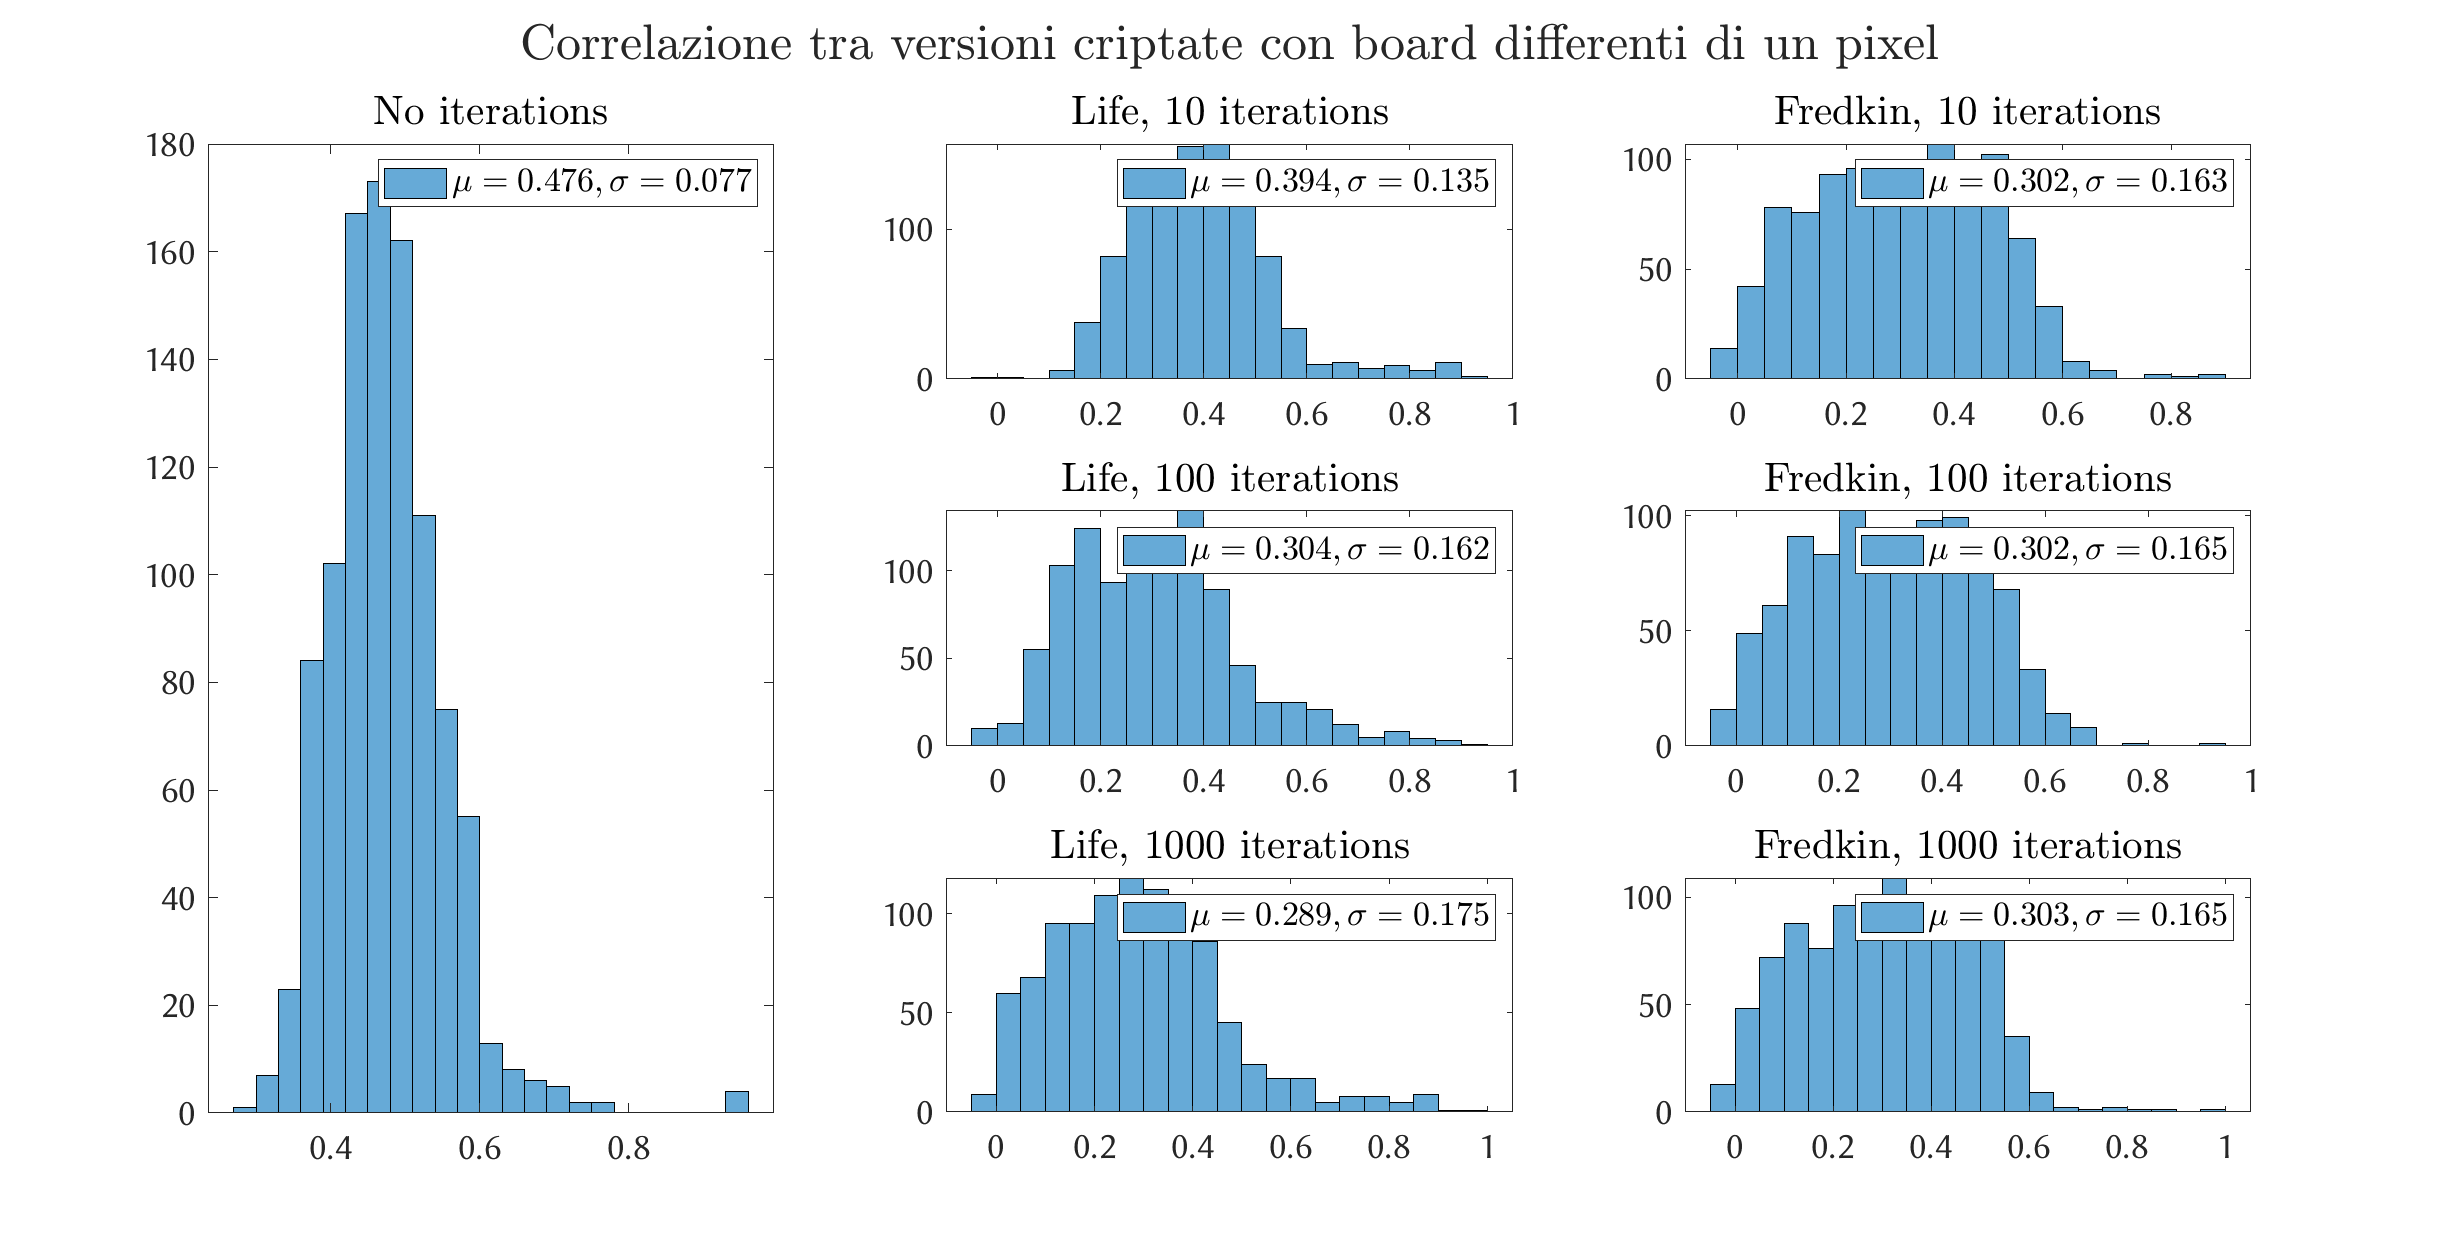 Correlazione tra versioni criptate con board differenti di un pixel
No iterations
180
160
140
120
100
80
60
40
20
0
0.4 0.6 0.8
μ = 0.476, σ = 0.077
Life, 10 iterations
100
0
0 0.2 0.4 0.6 0.8 1
μ = 0.394, σ = 0.135
Fredkin, 10 iterations
100
50
0
0 0.2 0.4 0.6 0.8
μ = 0.302, σ = 0.163
Life, 100 iterations
100
50
0
0 0.2 0.4 0.6 0.8 1
μ = 0.304, σ = 0.162
Fredkin, 100 iterations
100
50
0
0 0.2 0.4 0.6 0.8 1
μ = 0.302, σ = 0.165
Life, 1000 iterations
100
50
0
0 0.2 0.4 0.6 0.8 1
μ = 0.289, σ = 0.175
Fredkin, 1000 iterations
100
50
0
0 0.2 0.4 0.6 0.8 1
μ = 0.303, σ = 0.165